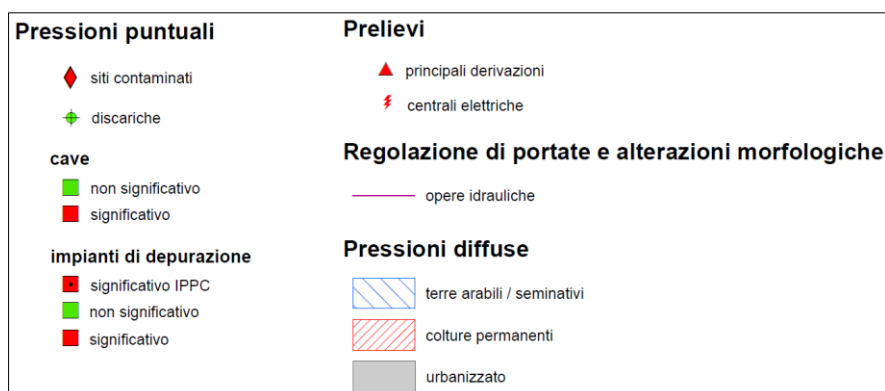 Pressioni puntuali
siti contaminati
discariche
cave
non significativo
significativo
impianti di depurazione
significativo IPPC
non significativo
significativo
Prelievi
principali derivazioni
centrali elettriche
Regolazione di portate e alterazioni morfologiche
opere idrauliche
Pressioni diffuse
terre arabili / seminativi
colture permanenti
urbanizzato